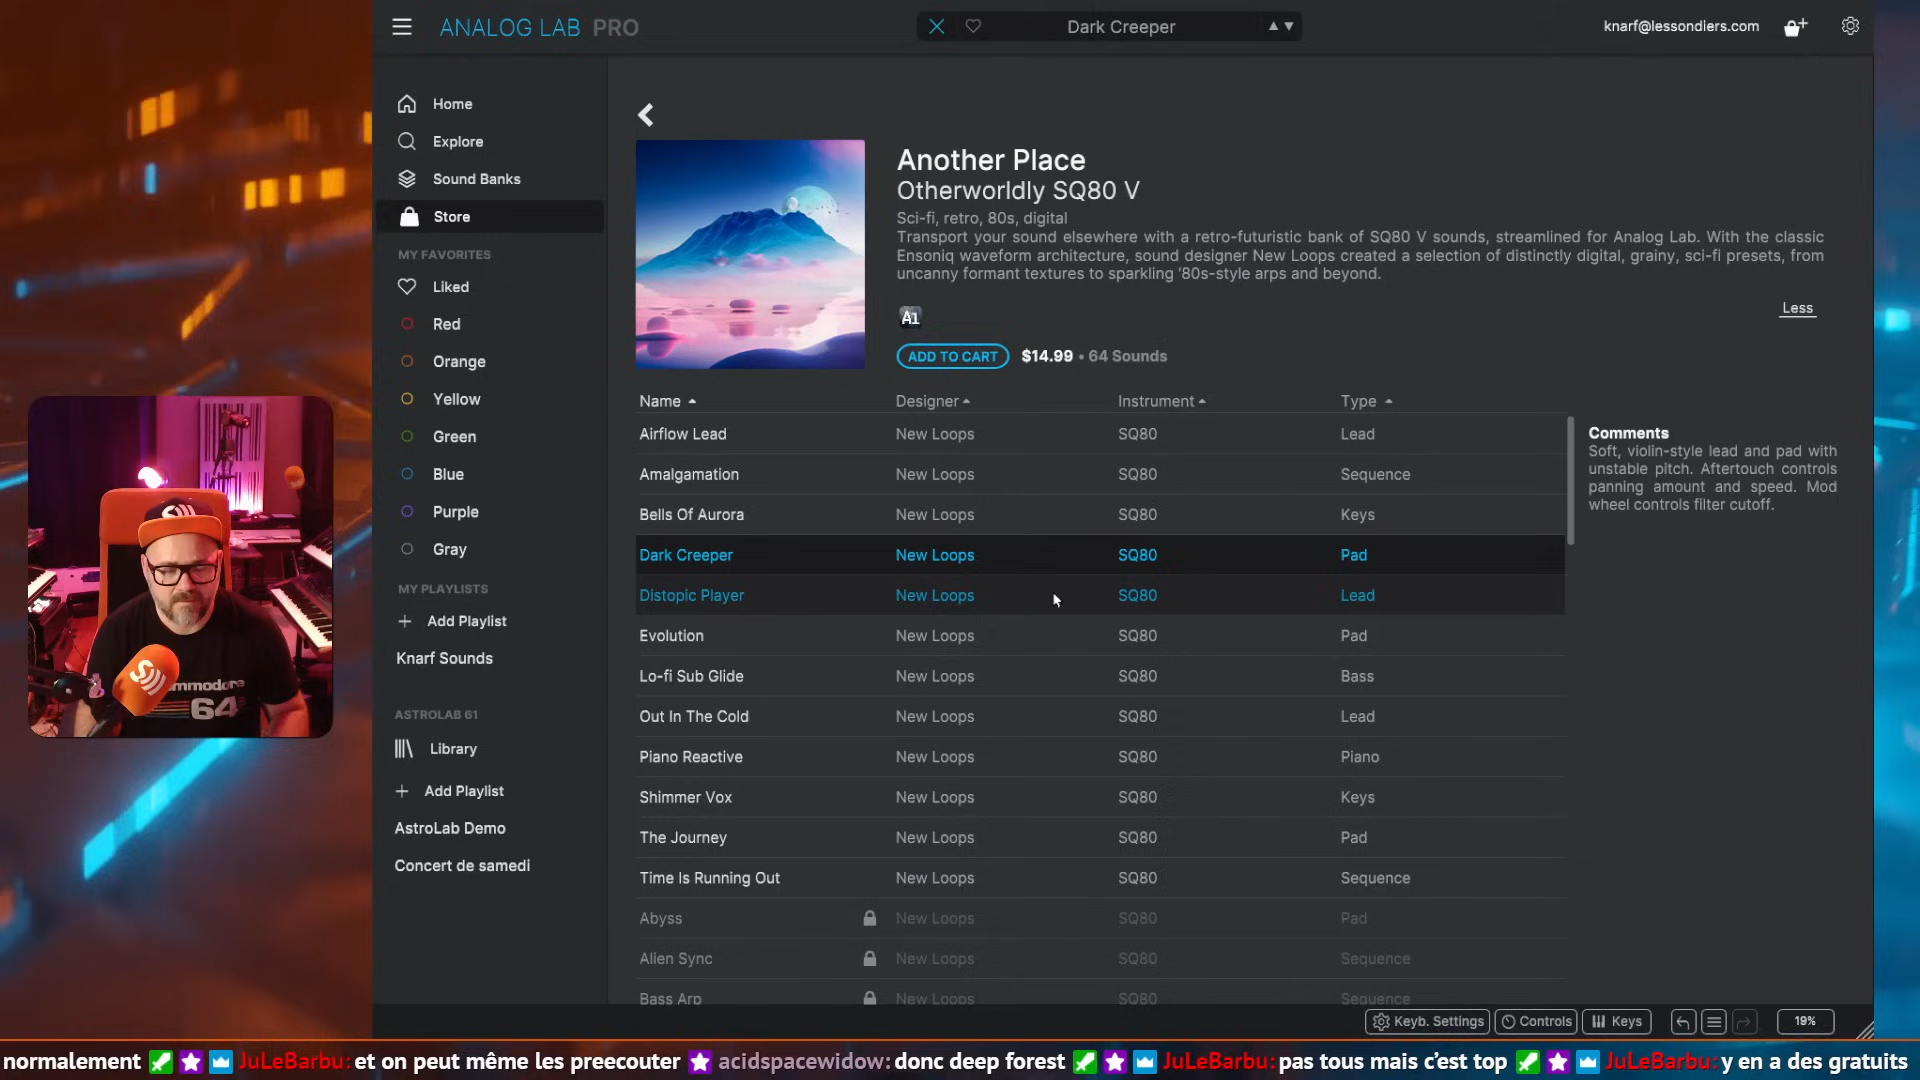 ANALOG LAB PRO
Dark Creeper
knarf@lessondiers.com
Home
Explore
Sound Banks
Store
MY FAVORITES
Liked
Red
Orange
Yellow
Green
Blue
Purple
Gray
MY PLAYLISTS
Add Playlist
Knarf Sounds
ASTROLAB 61
Library
Add Playlist
AstroLab Demo
Concert de samedi
Another Place
Otherworldly SQ80 V
Sci-fi, retro, 80s, digital
Transport your sound elsewhere with a retro-futuristic bank of SQ80 V sounds, streamlined for Analog Lab. With the classic
Ensoniq waveform architecture, sound designer New Loops created a selection of distinctly digital, grainy, sci-fi presets, from
uncanny formant textures to sparkling '80s-style arps and beyond.
Less
A1
ADD TO CART $14.99 • 64 Sounds
Name Designer Instrument Type
Airflow Lead New Loops SQ80 Lead
Amalgamation New Loops SQ80 Sequence
Bells Of Aurora New Loops SQ80 Keys
Dark Creeper New Loops SQ80 Pad
Distopic Player New Loops SQ80 Lead
Evolution New Loops SQ80 Pad
Lo-fi Sub Glide New Loops SQ80 Bass
Out In The Cold New Loops SQ80 Lead
Piano Reactive New Loops SQ80 Piano
Shimmer Vox New Loops SQ80 Keys
The Journey New Loops SQ80 Pad
Time Is Running Out New Loops SQ80 Sequence
Abyss New Loops SQ80 Pad
Alien Sync New Loops SQ80 Sequence
Bass Arp New Loops SQ80 Sequence
Comments
Soft, violin-style lead and pad with
unstable pitch. Aftertouch controls
panning amount and speed. Mod
wheel controls filter cutoff.
Keyb. Settings Controls Keys 19%
mmodore
64
normalement JuLeBarbu: et on peut même les preecouter acidspacewidow: donc deep forest JuLeBarbu: pas tous mais c'est top JuLeBarbu: y en a des gratuits